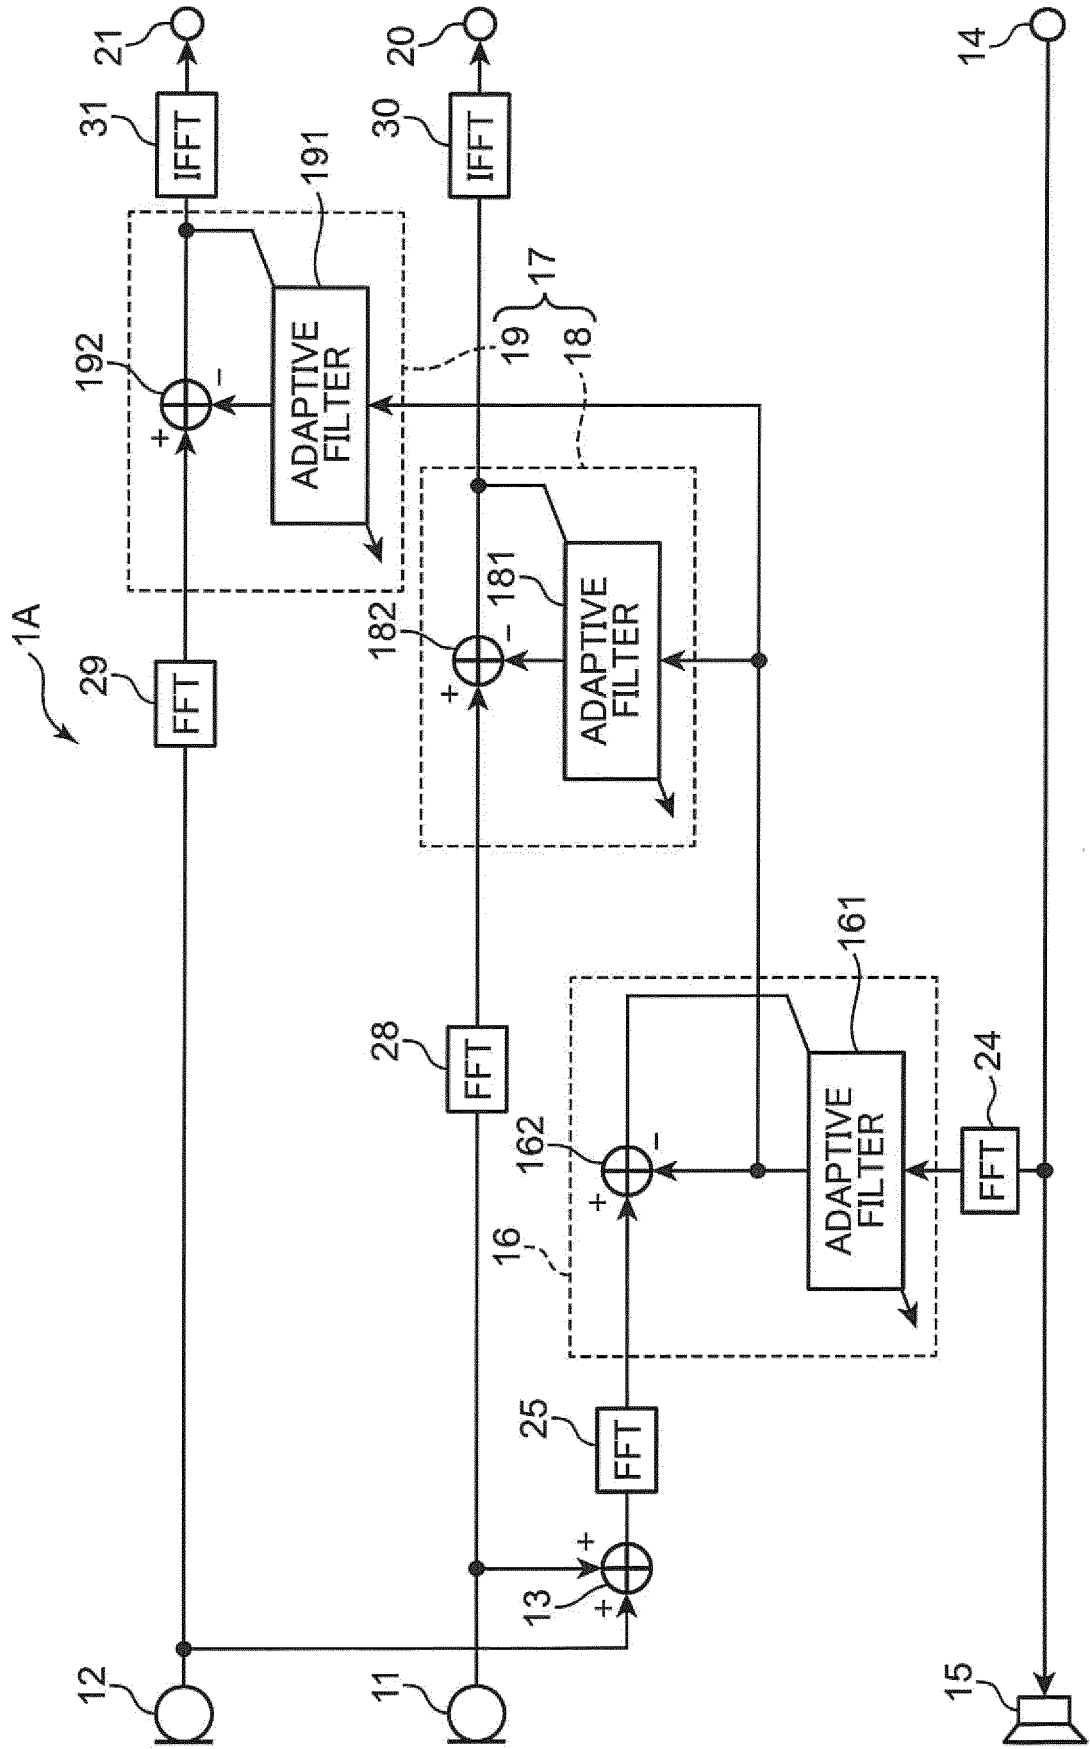 1A
12
29
FFT
+
192
−
ADAPTIVE
FILTER
191
31
IFFT
21
11
28
FFT
+
182
−
181
ADAPTIVE
FILTER
19
18
17
30
IFFT
20
+
+
13
25
FFT
16
+
162
−
ADAPTIVE
FILTER
161
FFT
24
15
14